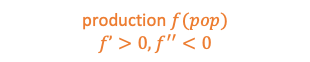 production f(pop)
f' > 0, f'' < 0